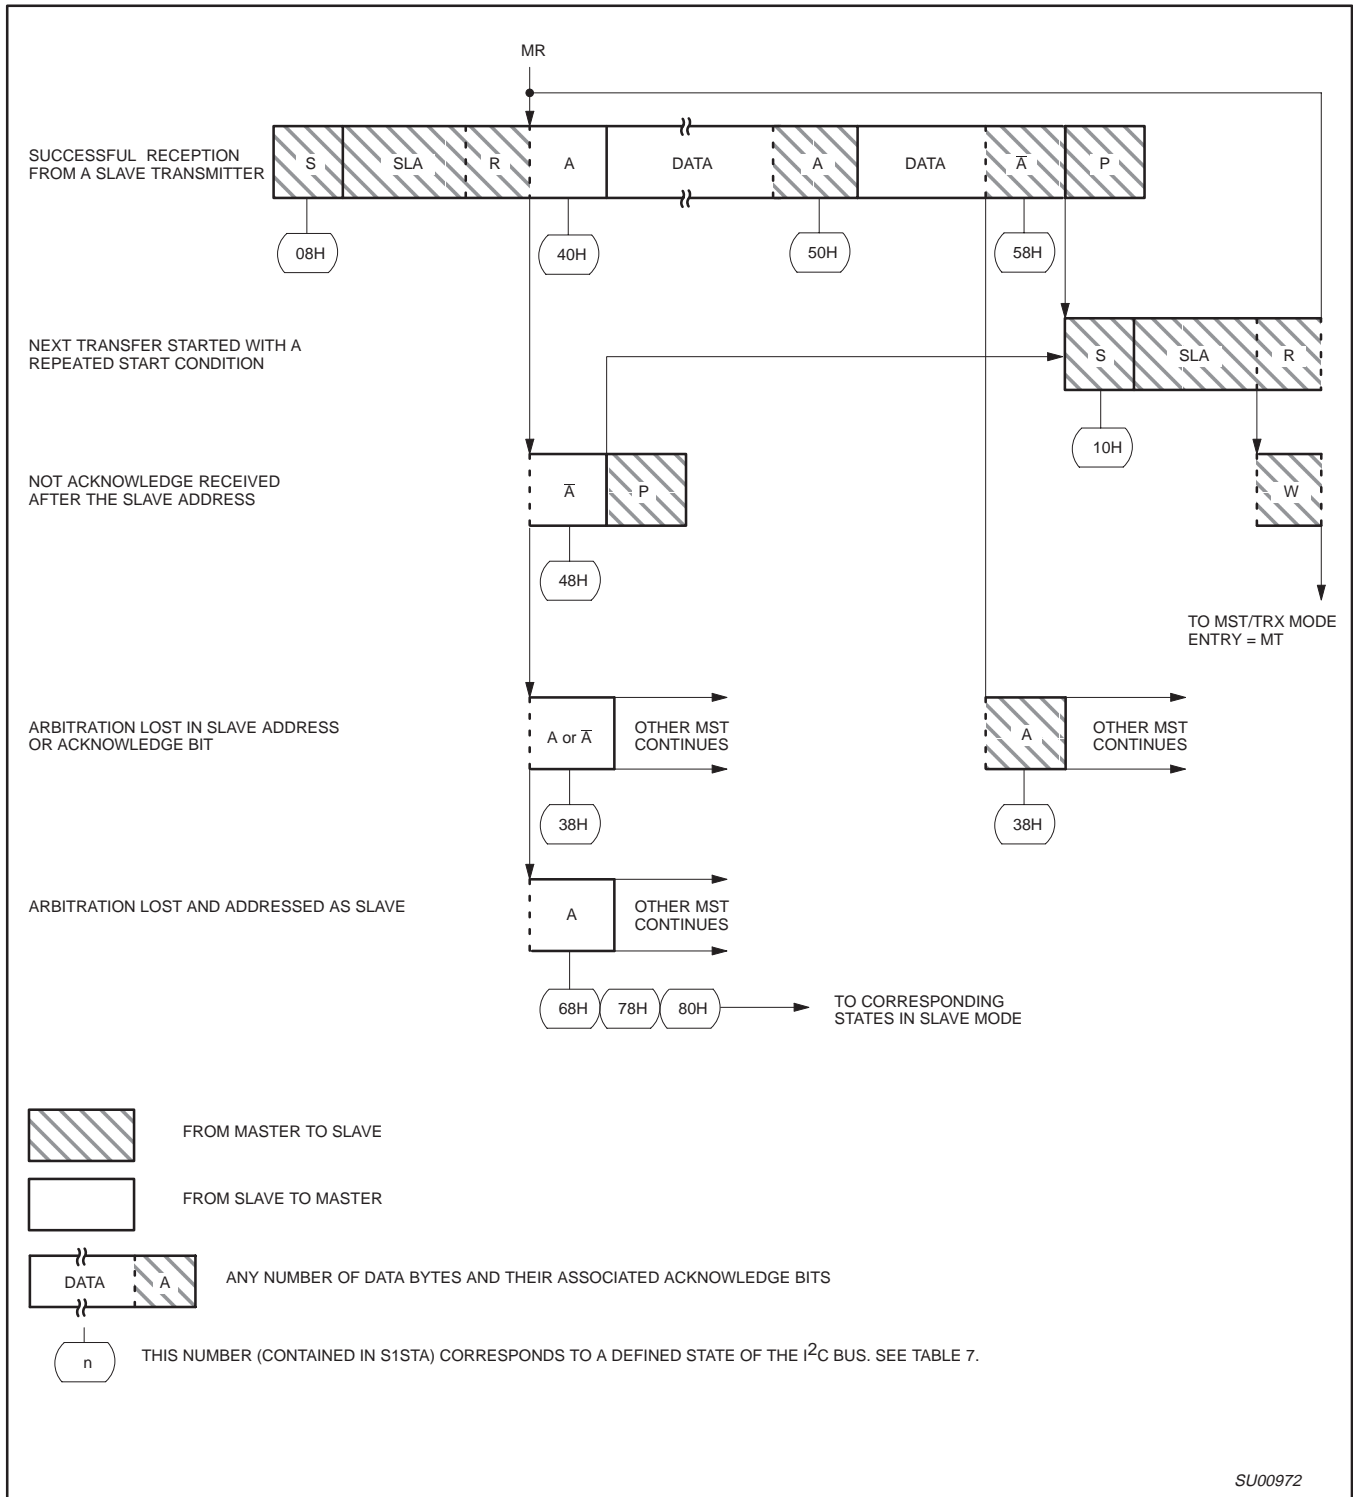 MR
SUCCESSFUL RECEPTION
FROM A SLAVE TRANSMITTER
S SLA R A DATA A DATA A̅ P
08H 40H 50H 58H
NEXT TRANSFER STARTED WITH A
REPEATED START CONDITION
S SLA R
10H
NOT ACKNOWLEDGE RECEIVED
AFTER THE SLAVE ADDRESS
A̅ P W
48H
TO MST/TRX MODE
ENTRY = MT
ARBITRATION LOST IN SLAVE ADDRESS
OR ACKNOWLEDGE BIT
A or A̅
OTHER MST
CONTINUES
A
OTHER MST
CONTINUES
38H 38H
ARBITRATION LOST AND ADDRESSED AS SLAVE
A
OTHER MST
CONTINUES
68H 78H 80H
TO CORRESPONDING
STATES IN SLAVE MODE
FROM MASTER TO SLAVE
FROM SLAVE TO MASTER
DATA A ANY NUMBER OF DATA BYTES AND THEIR ASSOCIATED ACKNOWLEDGE BITS
n THIS NUMBER (CONTAINED IN S1STA) CORRESPONDS TO A DEFINED STATE OF THE I²C BUS. SEE TABLE 7.
SU00972